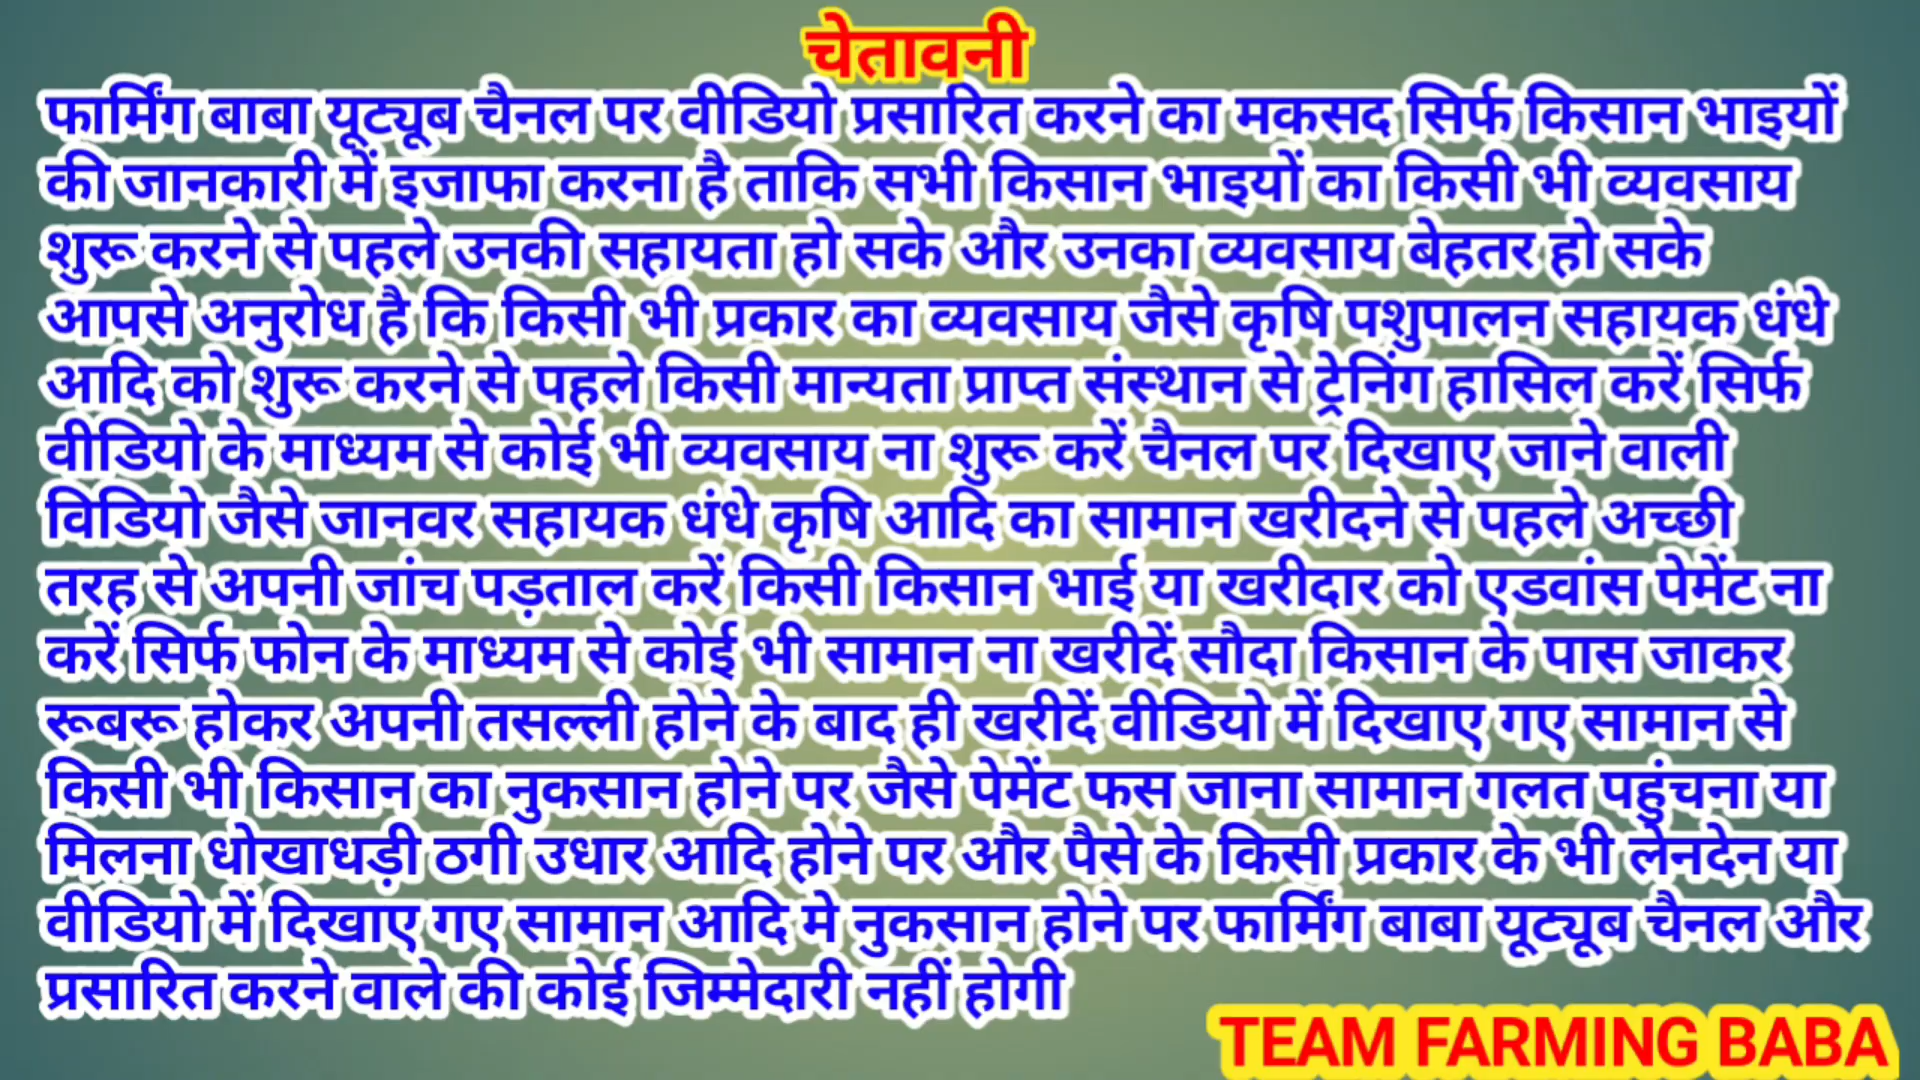 चेतावनी
फार्मिंग बाबा यूट्यूब चैनल पर वीडियो प्रसारित करने का मकसद सिर्फ किसान भाइयों
की जानकारी में इजाफा करना है ताकि सभी किसान भाइयों का किसी भी व्यवसाय
शुरू करने से पहले उनकी सहायता हो सके और उनका व्यवसाय बेहतर हो सके
आपसे अनुरोध है कि किसी भी प्रकार का व्यवसाय जैसे कृषि पशुपालन सहायक धंधे
आदि को शुरू करने से पहले किसी मान्यता प्राप्त संस्थान से ट्रेनिंग हासिल करें सिर्फ
वीडियो के माध्यम से कोई भी व्यवसाय ना शुरू करें चैनल पर दिखाए जाने वाली
विडियो जैसे जानवर सहायक धंधे कृषि आदि का सामान खरीदने से पहले अच्छी
तरह से अपनी जांच पड़ताल करें किसी किसान भाई या खरीदार को एडवांस पेमेंट ना
करें सिर्फ फोन के माध्यम से कोई भी सामान ना खरीदें सौदा किसान के पास जाकर
रूबरू होकर अपनी तसल्ली होने के बाद ही खरीदें वीडियो में दिखाए गए सामान से
किसी भी किसान का नुकसान होने पर जैसे पेमेंट फस जाना सामान गलत पहुंचना या
मिलना धोखाधड़ी ठगी उधार आदि होने पर और पैसे के किसी प्रकार के भी लेनदेन या
वीडियो में दिखाए गए सामान आदि मे नुकसान होने पर फार्मिंग बाबा यूट्यूब चैनल और
प्रसारित करने वाले की कोई जिम्मेदारी नहीं होगी
TEAM FARMING BABA